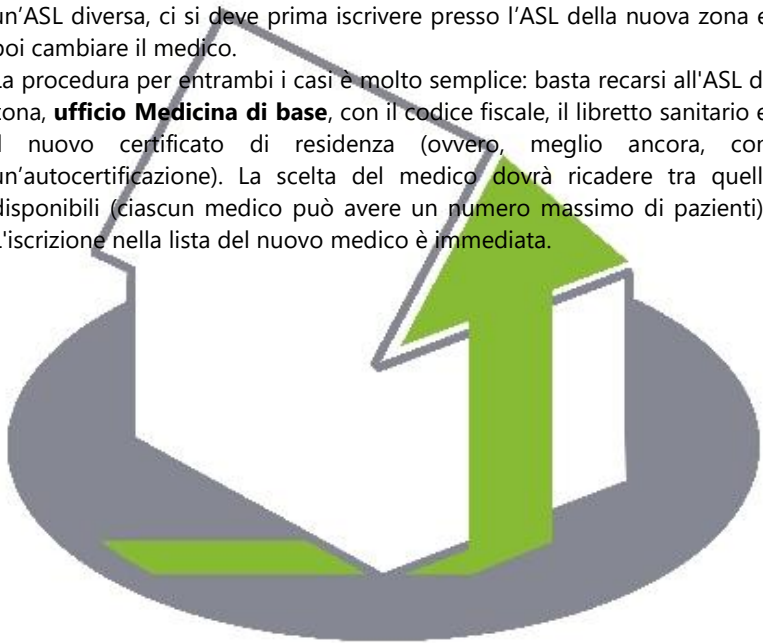 un'ASL diversa, ci si deve prima iscrivere presso l'ASL della nuova zona e
poi cambiare il medico.
La procedura per entrambi i casi è molto semplice: basta recarsi all'ASL d
zona, ufficio Medicina di base, con il codice fiscale, il libretto sanitario e
l nuovo certificato di residenza (ovvero, meglio ancora, con
un'autocertificazione). La scelta del medico dovrà ricadere tra quell
disponibili (ciascun medico può avere un numero massimo di pazienti)
L'iscrizione nella lista del nuovo medico è immediata.